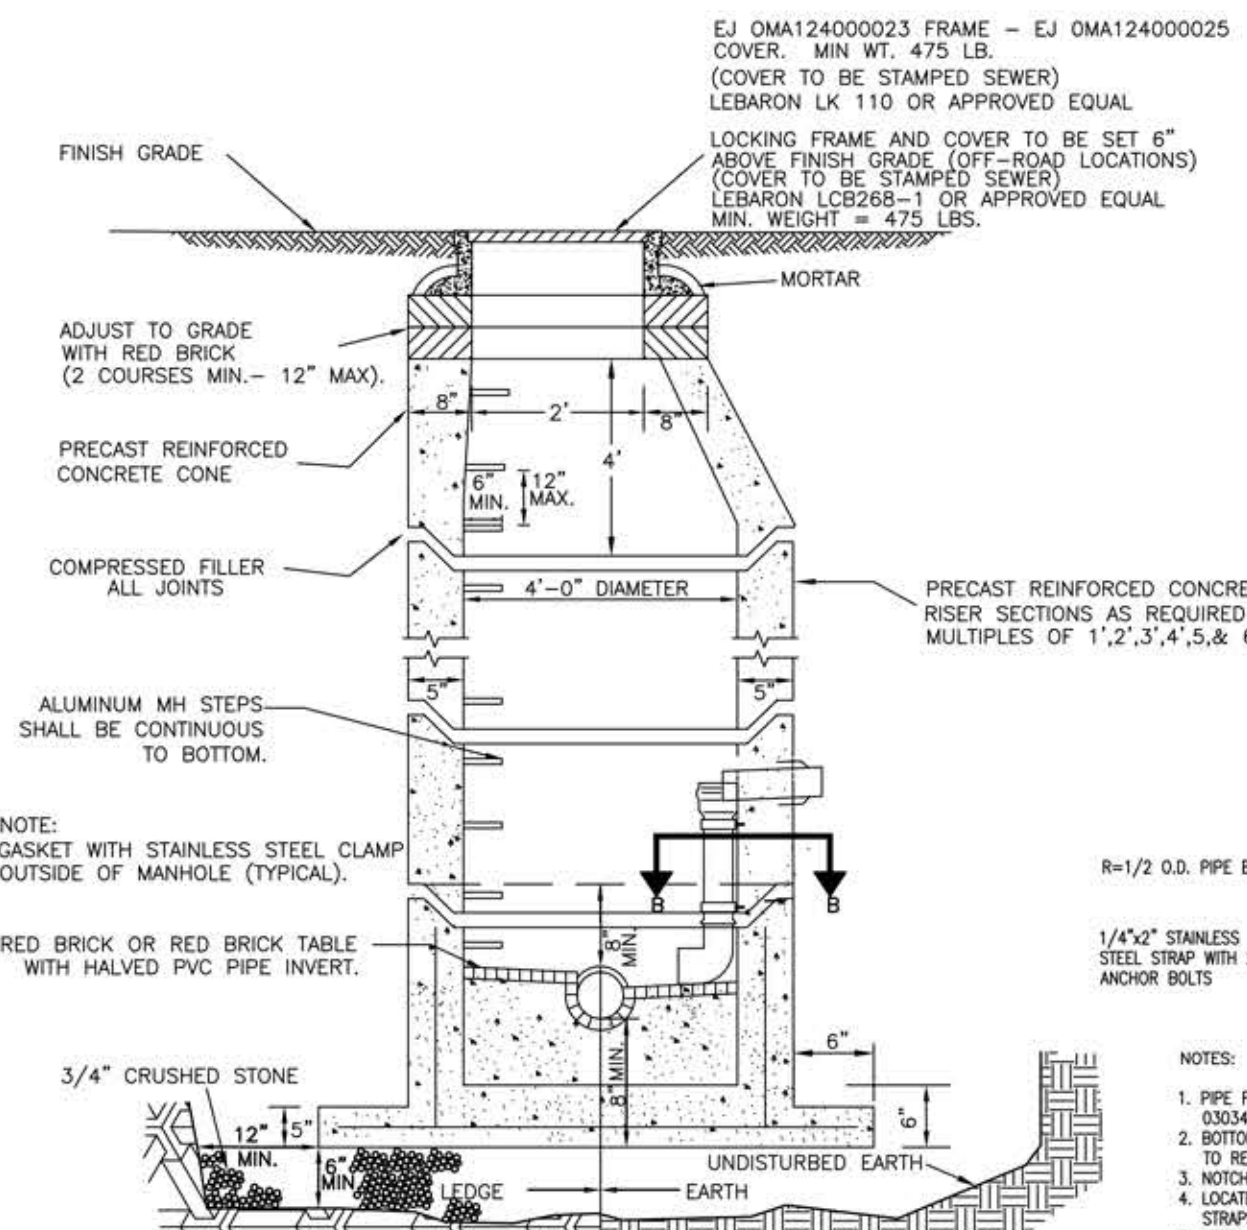 EJ OMA124000023 FRAME – EJ OMA124000025
COVER. MIN WT. 475 LB.
(COVER TO BE STAMPED SEWER)
LEBARON LK 110 OR APPROVED EQUAL
LOCKING FRAME AND COVER TO BE SET 6"
ABOVE FINISH GRADE (OFF-ROAD LOCATIONS)
(COVER TO BE STAMPED SEWER)
LEBARON LCB268-1 OR APPROVED EQUAL
MIN. WEIGHT = 475 LBS.
FINISH GRADE
MORTAR
ADJUST TO GRADE
WITH RED BRICK
(2 COURSES MIN.- 12" MAX).
8"
2'
8"
PRECAST REINFORCED
CONCRETE CONE
4'
6"
MIN.
12"
MAX.
COMPRESSED FILLER
ALL JOINTS
4'-0" DIAMETER
PRECAST REINFORCED CONCRE
RISER SECTIONS AS REQUIRED
MULTIPLES OF 1',2',3',4',5,&
5"
5"
ALUMINUM MH STEPS
SHALL BE CONTINUOUS
TO BOTTOM.
NOTE:
GASKET WITH STAINLESS STEEL CLAMP
OUTSIDE OF MANHOLE (TYPICAL).
B
B
R=1/2 O.D. PIPE
8"
MIN.
RED BRICK OR RED BRICK TABLE
WITH HALVED PVC PIPE INVERT.
1/4"x2" STAINLESS
STEEL STRAP WITH
ANCHOR BOLTS
6"
8" MIN.
3/4" CRUSHED STONE
5"
12"
MIN.
6"
MIN
6"
UNDISTURBED EARTH
LEDGE
EARTH
NOTES:
1. PIPE
03034
2. BOTTO
TO RE
3. NOTCH
4. LOCATI
STRAP